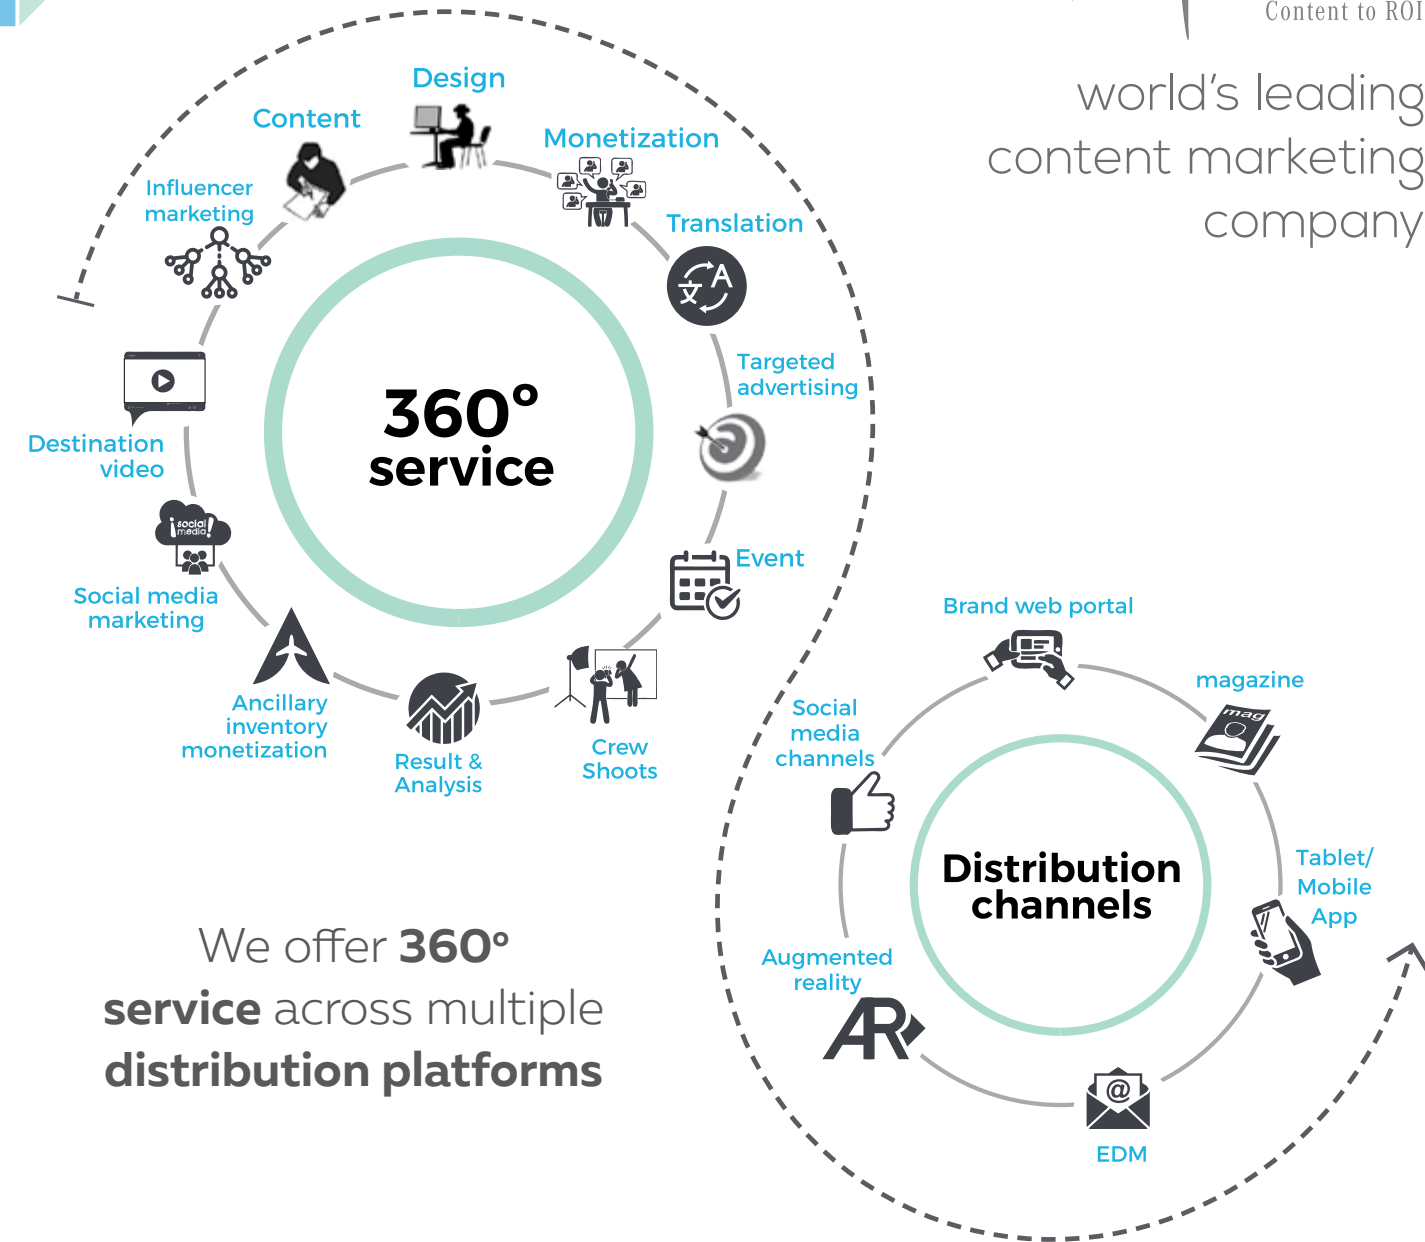 Content to ROI
world's leading
content marketing
company
Design
Content
Monetization
Influencer
marketing
Translation
Targeted
advertising
360º
service
Destination
video
social
media!
Event
Social media
marketing
Ancillary
inventory
monetization
Result &
Analysis
Crew
Shoots
Brand web portal
magazine
mag
Social
media
channels
Distribution
channels
Tablet/
Mobile
App
Augmented
reality
AR
@
EDM
We offer 360º
service across multiple
distribution platforms